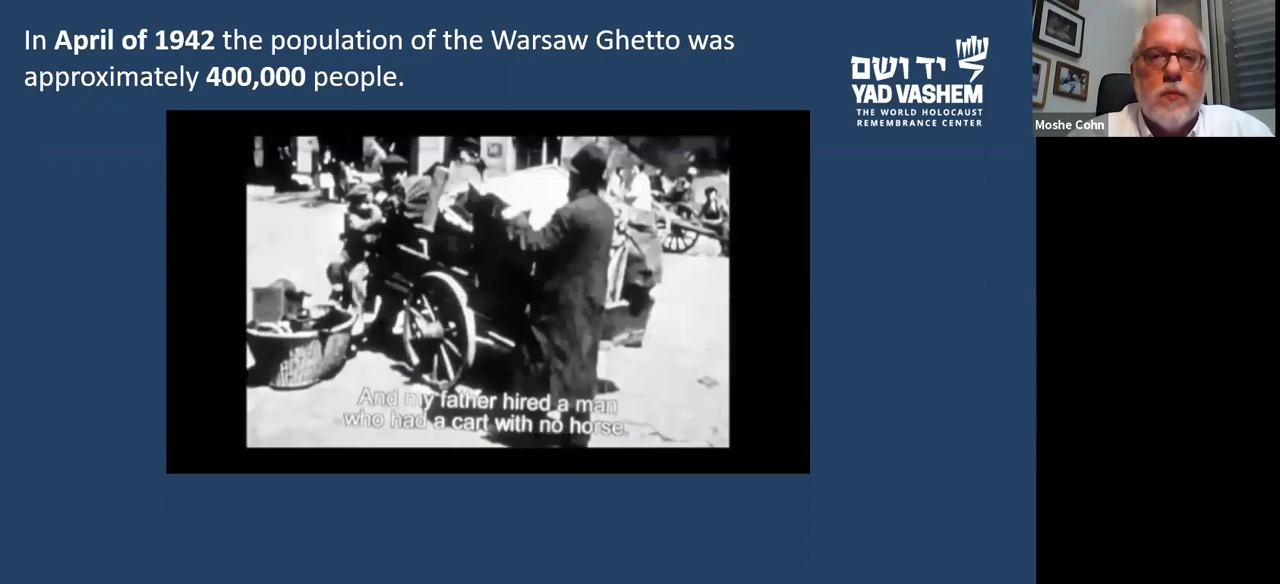 In April of 1942 the population of the Warsaw Ghetto was
approximately 400,000 people.
יד ושם
YAD VASHEM
THE WORLD HOLOCAUST
REMEMBRANCE CENTER
Moshe Cohn
And my father hired a man
who had a cart with no horse.